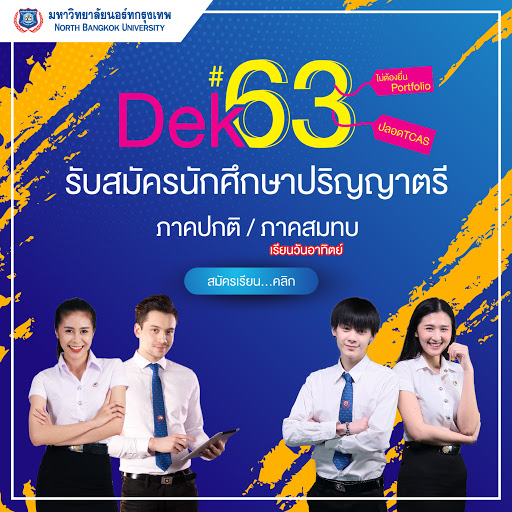 มหาวิทยาลัยนอร์ทกรุงเทพ
NORTH BANGKOK UNIVERSITY
#
Dek63
ไม่ต้องยื่น
Portfolio
ปลอดTCAS
รับสมัครนักศึกษาปริญญาตรี
ภาคปกติ / ภาคสมทบ
เรียนวันอาทิตย์
สมัครเรียน...คลิก